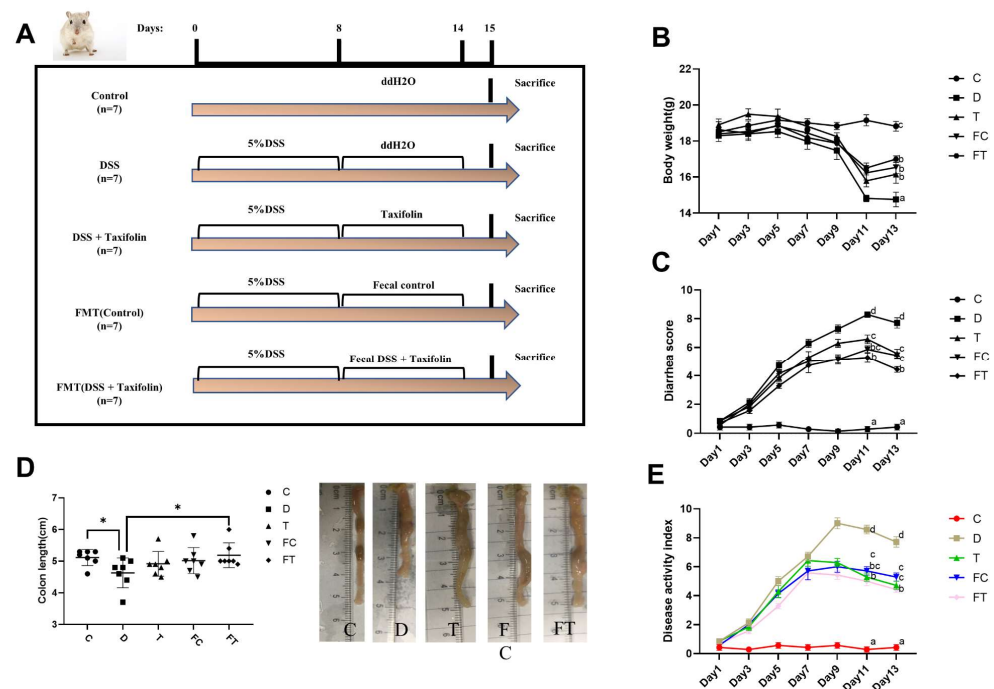 A
Days:
0
8
14
15
Control
(n=7)
ddH2O
Sacrifice
DSS
(n=7)
5%DSS
ddH2O
Sacrifice
DSS + Taxifolin
(n=7)
5%DSS
Taxifolin
Sacrifice
FMT(Control)
(n=7)
5%DSS
Fecal control
Sacrifice
FMT(DSS + Taxifolin)
(n=7)
5%DSS
Fecal DSS + Taxifolin
Sacrifice
B
Body weight(g)
22
20
18
16
14
Day1
Day3
Day5
Day7
Day9
Day11
Day13
c
b
b
b
a
C
D
T
FC
FT
C
Diarrhea score
10
8
6
4
2
0
Day1
Day3
Day5
Day7
Day9
Day11
Day13
d
d
c
bc
b
c
c
b
a
a
C
D
T
FC
FT
D
Colon length(cm)
6
5
4
3
C
D
T
FC
FT
*
*
C
D
T
FC
FT
C
D
T
F
C
FT
E
Disease activity index
10
8
6
4
2
0
Day1
Day3
Day5
Day7
Day9
Day11
Day13
d
d
c
bc
b
c
c
b
a
a
C
D
T
FC
FT